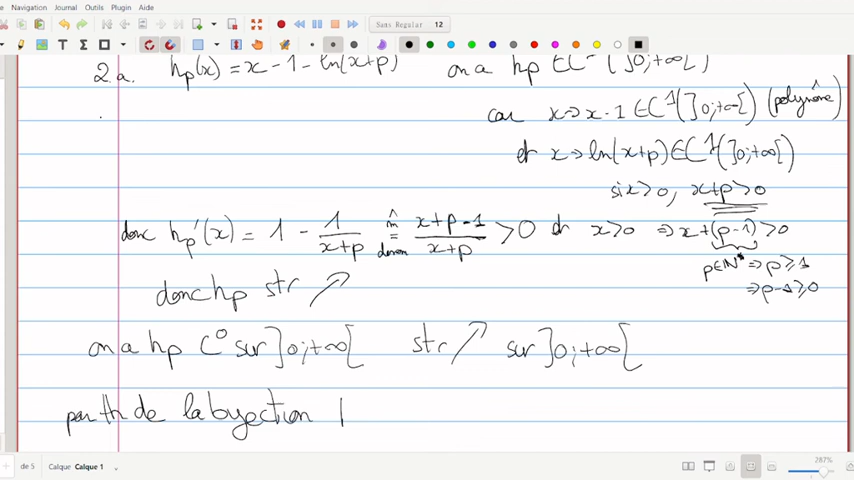 Navigation Journal Outils Plugin Aide
Sans Regular 12
2.a. hp(x) = x - 1 - ln(x+p) on a hp ∈ C¹(]0;+∞[)
car x → x-1 ∈ C¹(]0;+∞[) (polynôme)
et x → ln(x+p) ∈ C¹(]0;+∞[)
si x > 0, x+p > 0
donc hp'(x) = 1 - 1/(x+p) = (m̂ denom) (x+p-1)/(x+p) > 0 et x > 0 ⇒ x + (p-1) > 0
p ∈ ℕ* ⇒ p ≥ 1
⇒ p-1 ≥ 0
donc hp str ↗
on a hp C⁰ sur ]0;+∞[ str ↗ sur ]0;+∞[
par th de la bijection
de 5 Calque Calque 1 287%